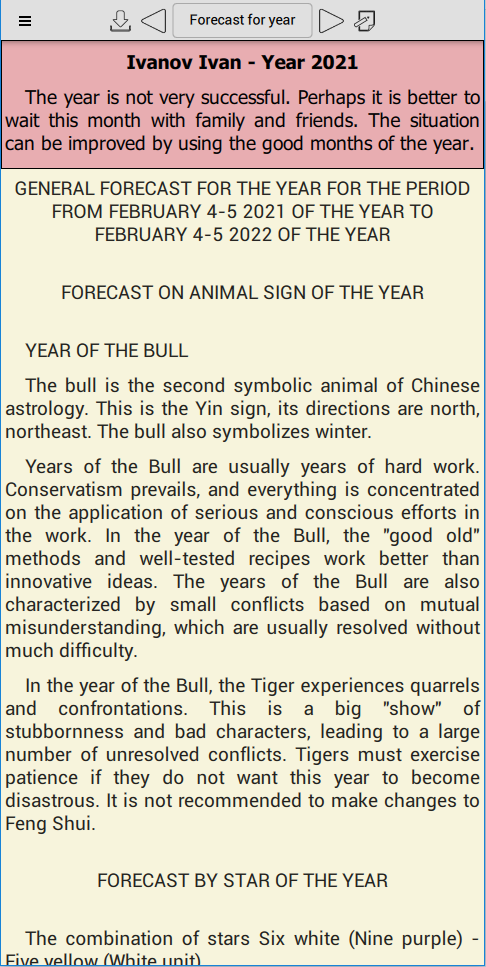 Forecast for year
Ivanov Ivan - Year 2021
The year is not very successful. Perhaps it is better to
wait this month with family and friends. The situation
can be improved by using the good months of the year.
GENERAL FORECAST FOR THE YEAR FOR THE PERIOD
FROM FEBRUARY 4-5 2021 OF THE YEAR TO
FEBRUARY 4-5 2022 OF THE YEAR
FORECAST ON ANIMAL SIGN OF THE YEAR
YEAR OF THE BULL
The bull is the second symbolic animal of Chinese
astrology. This is the Yin sign, its directions are north,
northeast. The bull also symbolizes winter.
Years of the Bull are usually years of hard work.
Conservatism prevails, and everything is concentrated
on the application of serious and conscious efforts in
the work. In the year of the Bull, the "good old"
methods and well-tested recipes work better than
innovative ideas. The years of the Bull are also
characterized by small conflicts based on mutual
misunderstanding, which are usually resolved without
much difficulty.
In the year of the Bull, the Tiger experiences quarrels
and confrontations. This is a big "show" of
stubbornness and bad characters, leading to a large
number of unresolved conflicts. Tigers must exercise
patience if they do not want this year to become
disastrous. It is not recommended to make changes to
Feng Shui.
FORECAST BY STAR OF THE YEAR
The combination of stars Six white (Nine purple) -
Five yellow (White unit)